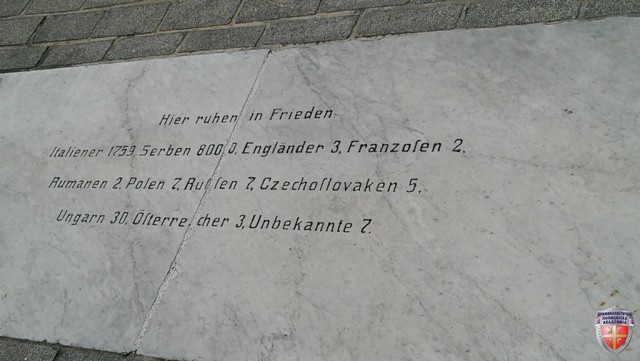 Hier ruhen in Frieden:
Italiener 1759, Serben 8000, Engländer 3, Franzoſen 2,
Rumänen 2, Polen 7, Ruſſen 7, Czechoſlovaken 5,
Ungarn 30, Öſterreicher 3, Unbekannte 7.